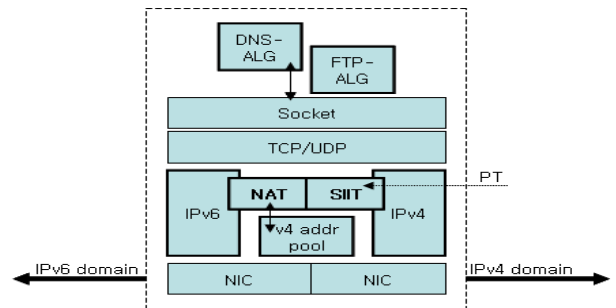 DNS-
ALG
FTP-
ALG
Socket
TCP/UDP
NAT
SIIT
PT
IPv6
IPv4
v4 addr
pool
IPv6 domain
NIC
NIC
IPv4 domain